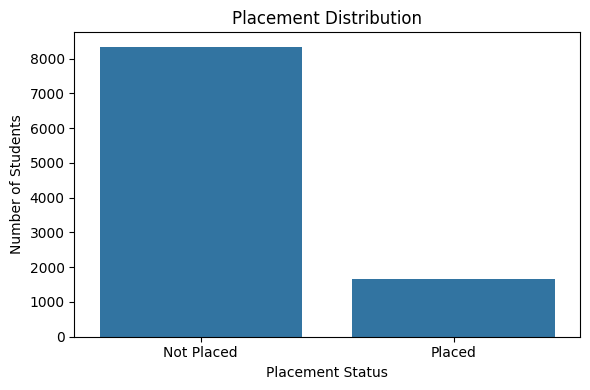 Placement Distribution
Number of Students
8000
7000
6000
5000
4000
3000
2000
1000
0
Not Placed
Placed
Placement Status